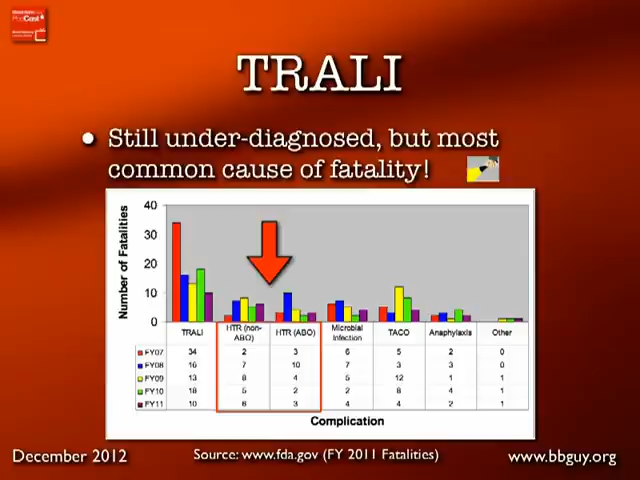 TRALI
• Still under-diagnosed, but most
common cause of fatality!
Number of Fatalities
40
30
20
10
0
TRALI HTR (non-ABO) HTR (ABO) Microbial Infection TACO Anaphylaxis Other
FY07 34 2 3 6 5 2 0
FY08 16 7 10 7 3 3 0
FY09 13 8 4 5 12 1 1
FY10 18 5 2 2 8 4 1
FY11 10 6 3 4 4 2 1
Complication
December 2012
Source: www.fda.gov (FY 2011 Fatalities)
www.bbguy.org